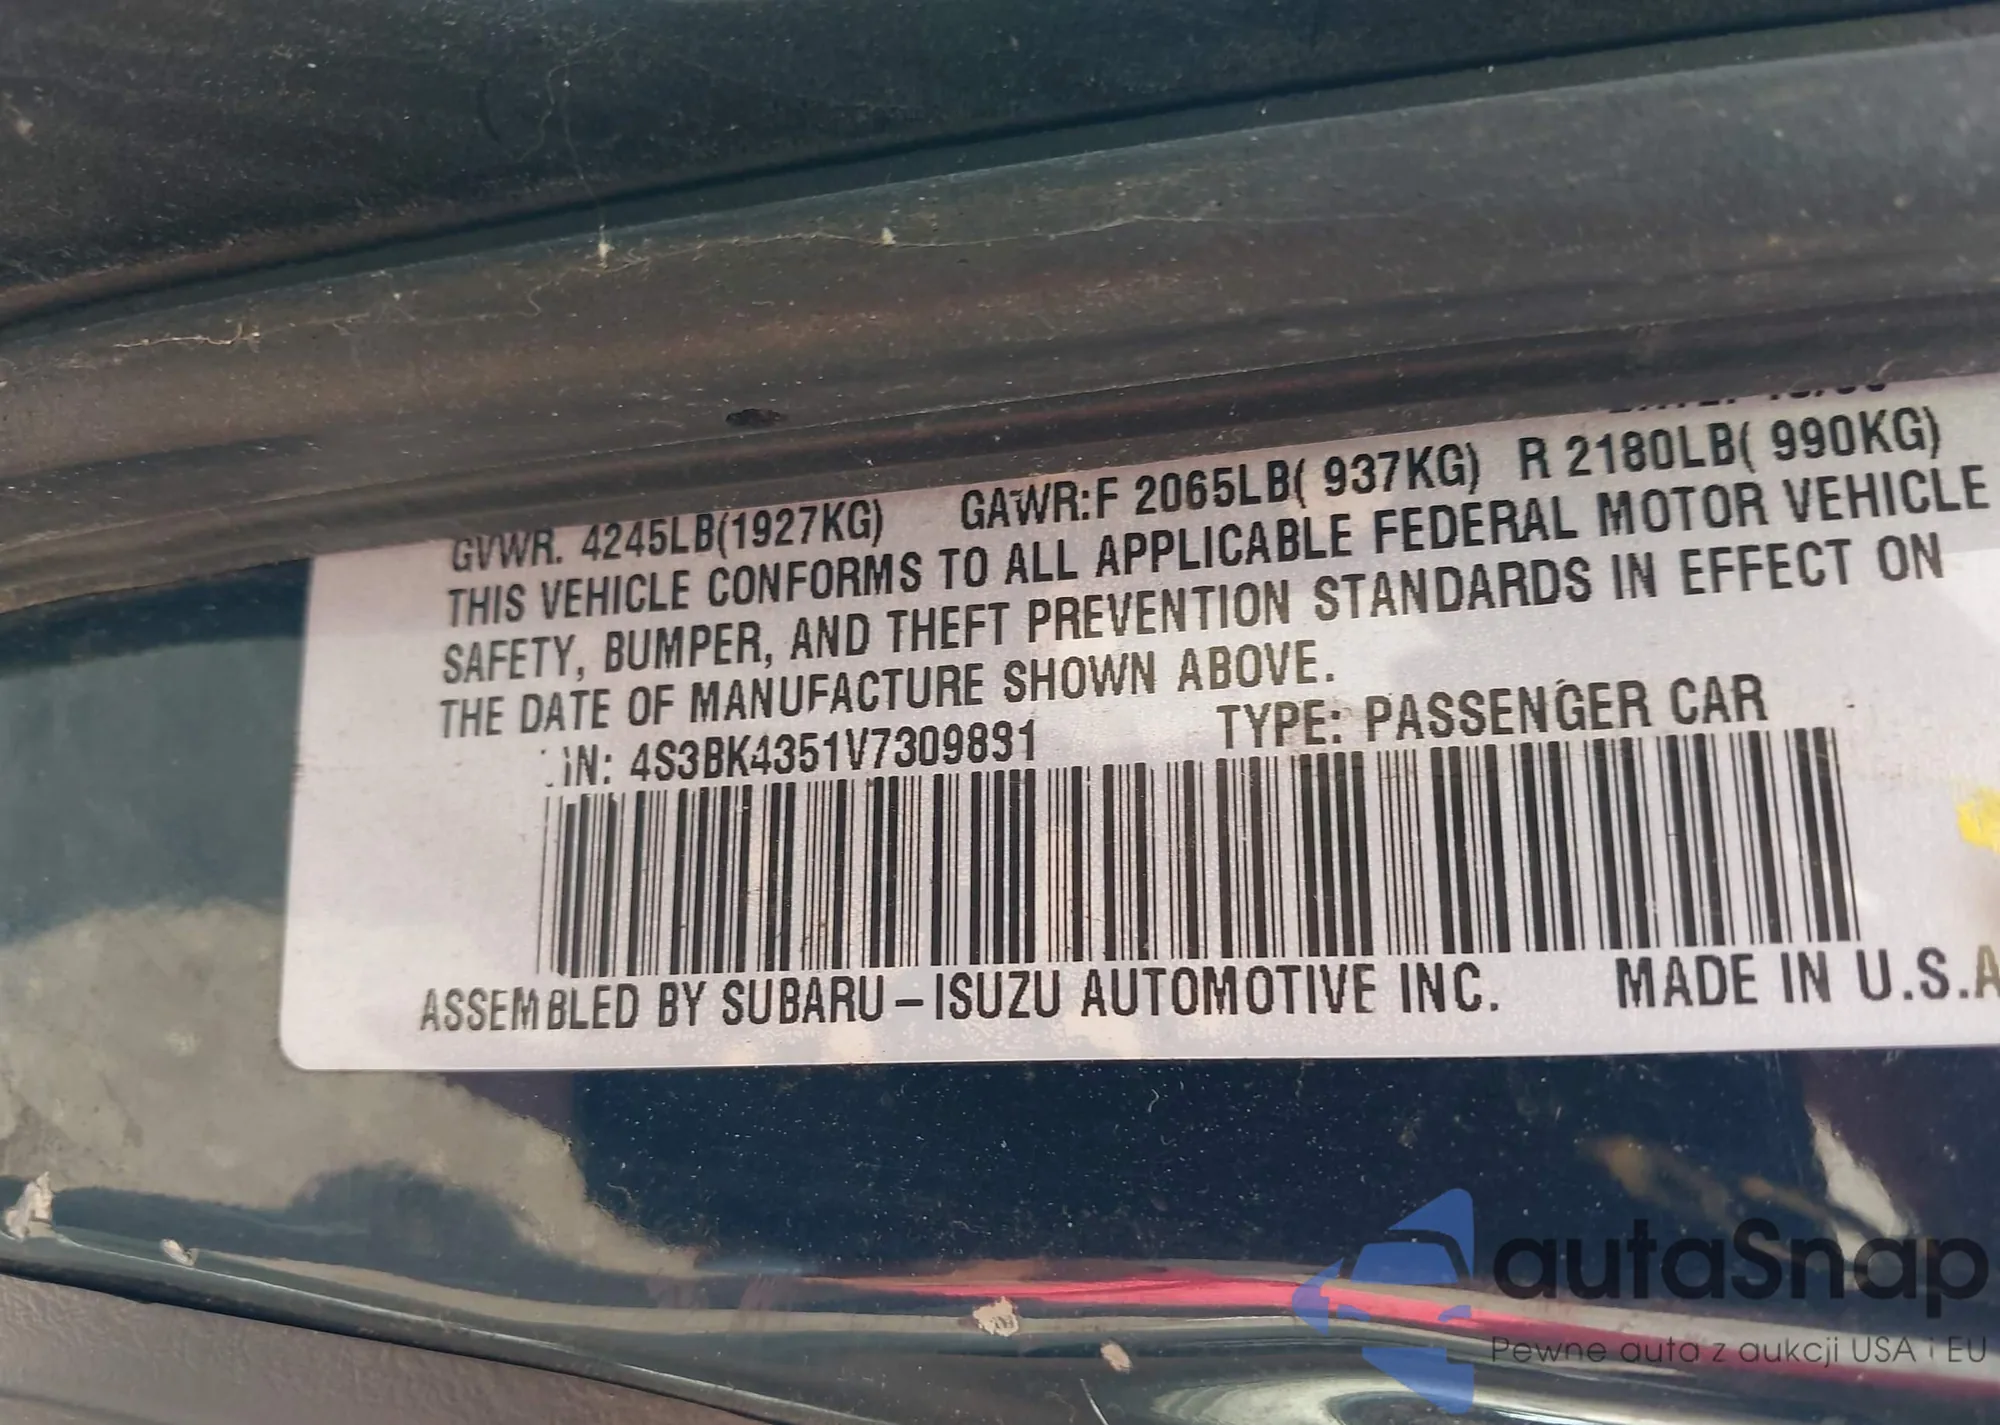 GVWR. 4245LB(1927KG) GAWR:F 2065LB( 937KG) R 2180LB( 990KG)
THIS VEHICLE CONFORMS TO ALL APPLICABLE FEDERAL MOTOR VEHICLE
SAFETY, BUMPER, AND THEFT PREVENTION STANDARDS IN EFFECT ON
THE DATE OF MANUFACTURE SHOWN ABOVE.
IN: 4S3BK4351V7309881 TYPE: PASSENGER CAR
ASSEMBLED BY SUBARU-ISUZU AUTOMOTIVE INC. MADE IN U.S.A
autaSnap
Pewne auta z aukcji USA i EU